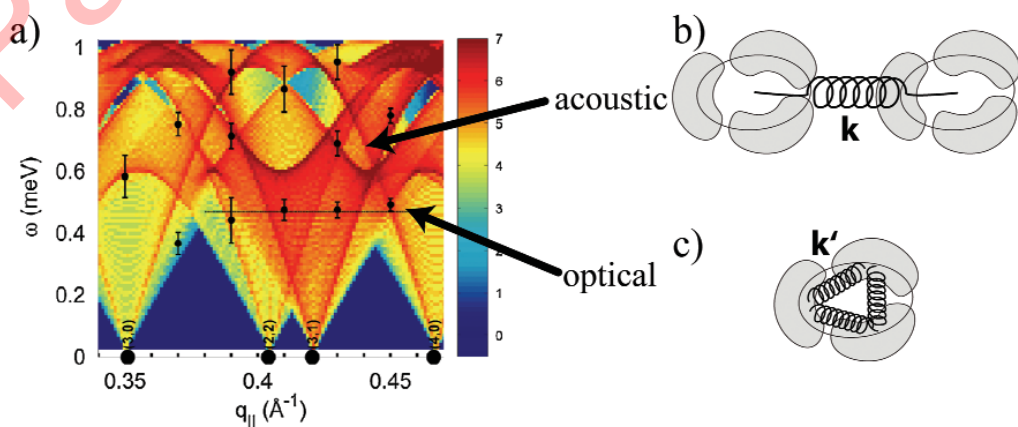 a)
1
0.8
0.6
0.4
0.2
0
ω (meV)
(3,0)
(2,2)
(3,1)
(4,0)
0.35
0.4
0.45
q|| (Å-1)
7
6
5
4
3
2
1
0
acoustic
optical
b)
k
c)
k‘